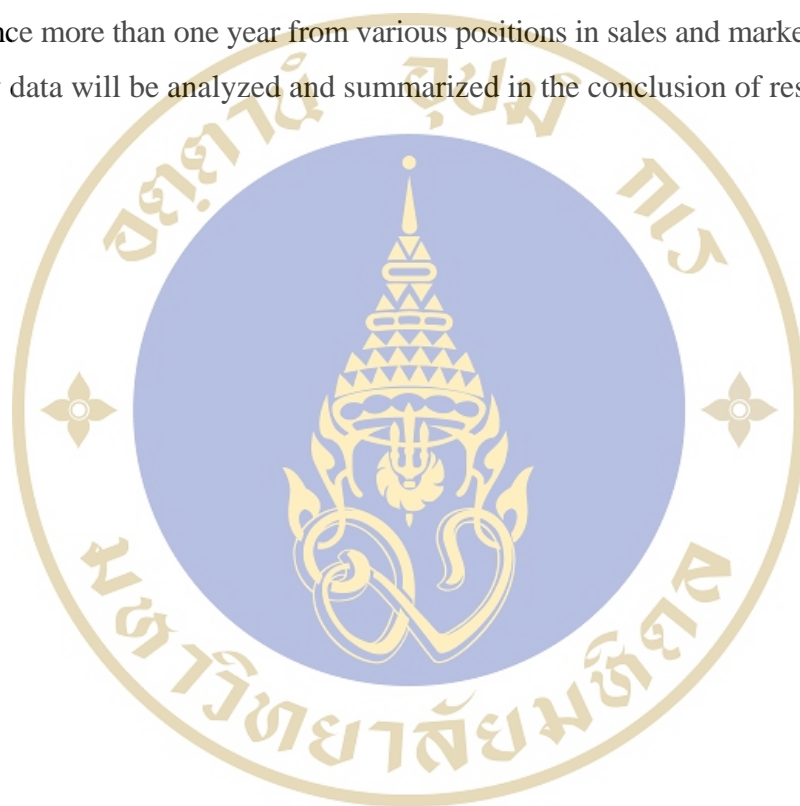 nce more than one year from various positions in sales and marke
data will be analyzed and summarized in the conclusion of res
อตฺตานํ อุปมํ กเร
มหาวิทยาลัยมหิดล